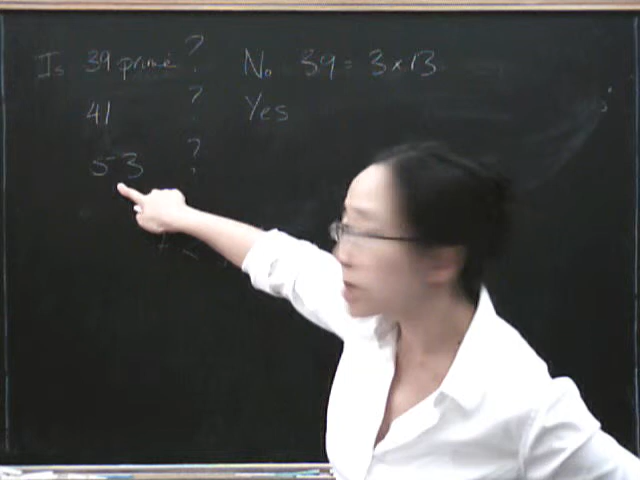 Is 39 prime? No 39 = 3 x 13
41 ? Yes
53 ?